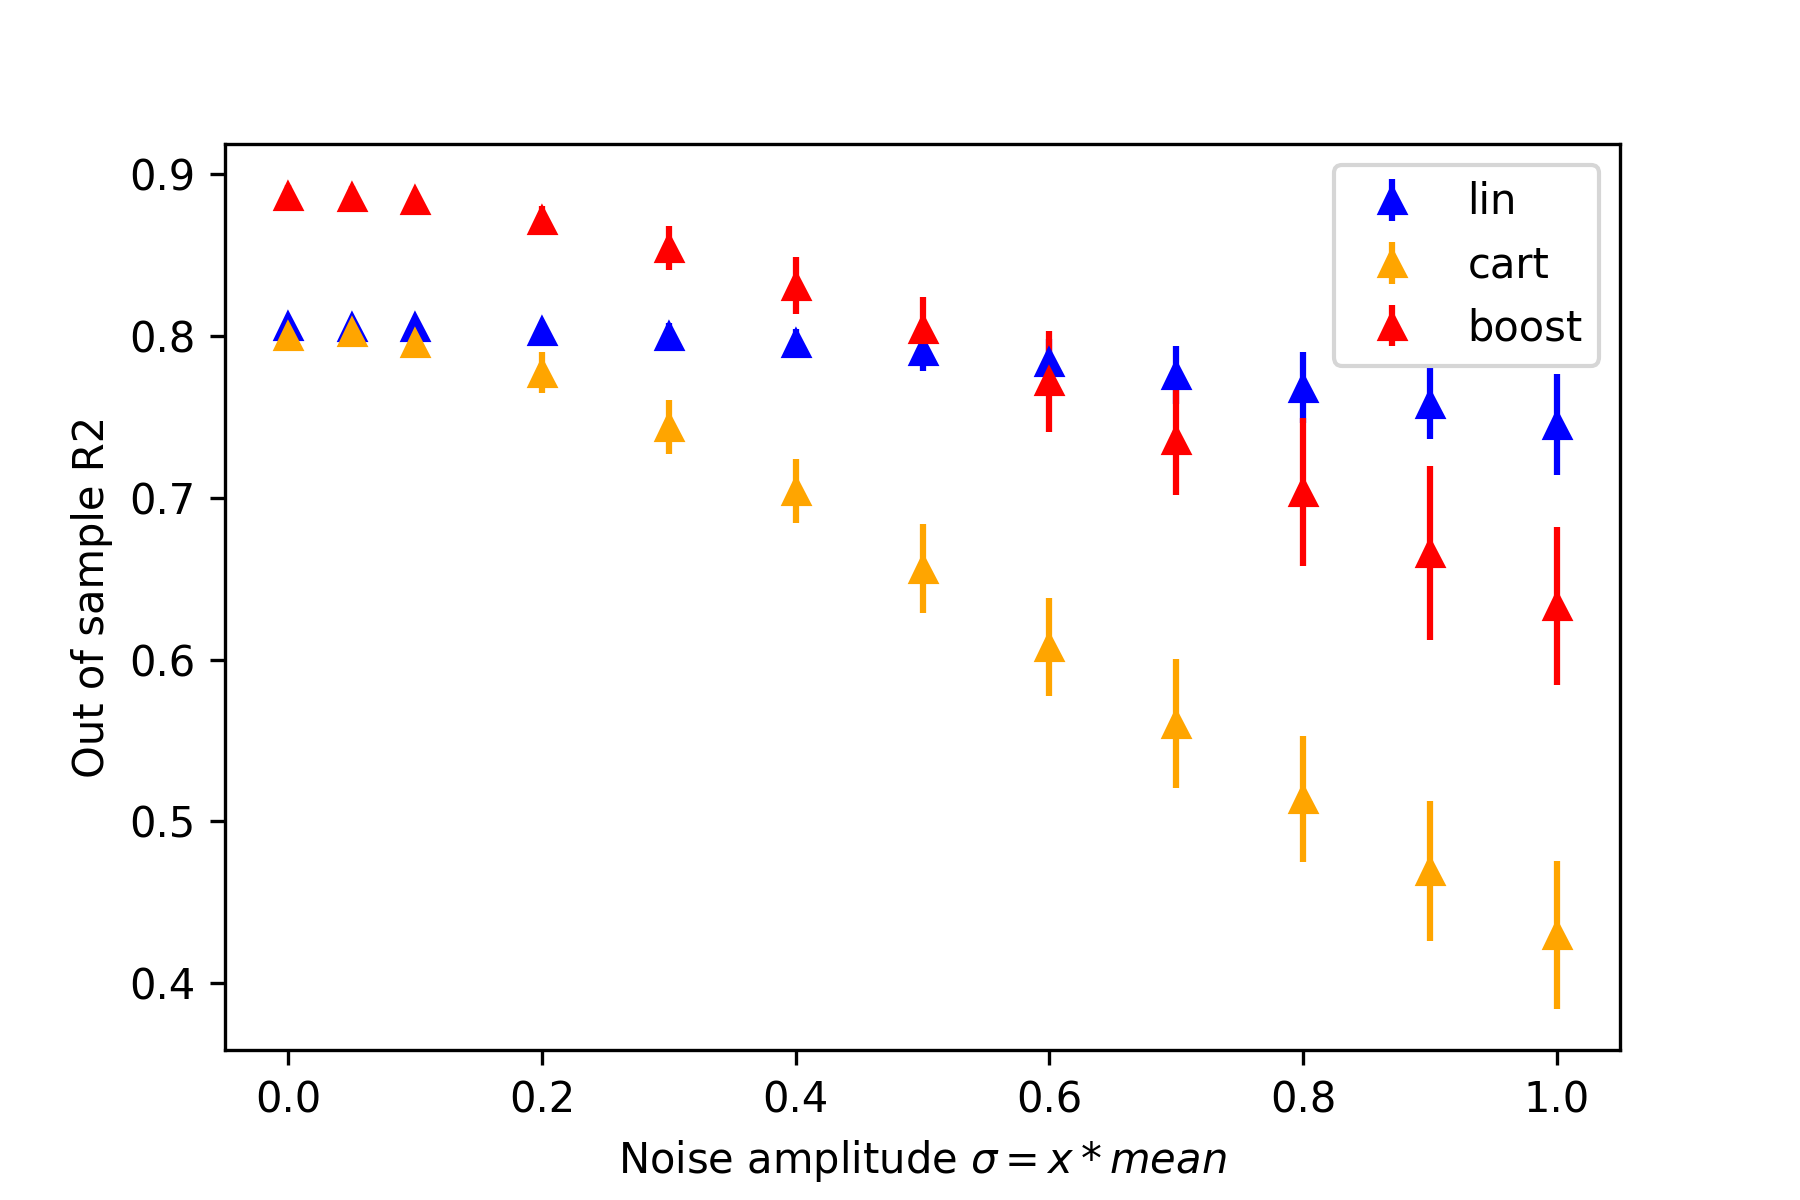 lin
cart
boost
0.9
0.8
0.7
0.6
0.5
0.4
Out of sample R2
0.0 0.2 0.4 0.6 0.8 1.0
Noise amplitude σ = x * mean